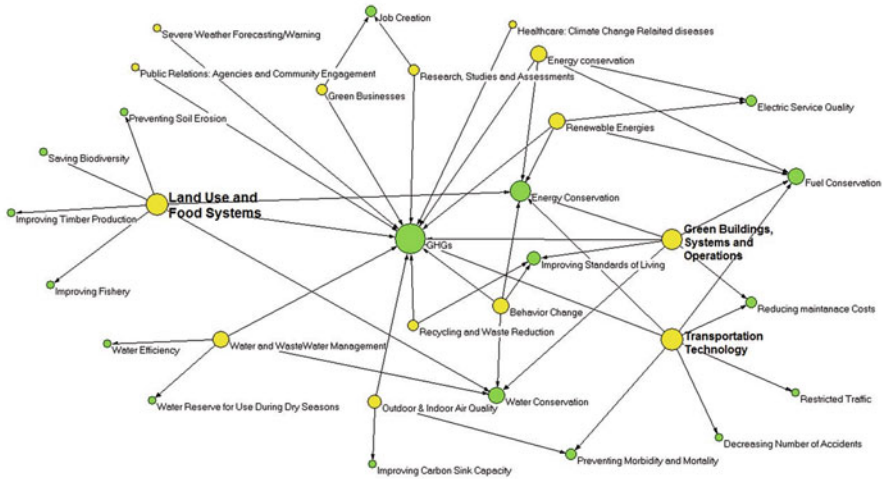 Job Creation
Severe Weather Forecasting/Warning
Healthcare: Climate Change Relaited diseases
Energy conservation
Public Relations: Agencies and Community Engagement
Research, Studies and Assessments
Green Businesses
Electric Service Quality
Preventing Soil Erosion
Renewable Energies
Saving Biodiversity
Fuel Conservation
Land Use and
Food Systems
Energy Conservation
Improving Timber Production
Green Buildings,
Systems and
Operations
GHGs
Improving Standards of Living
Improving Fishery
Reducing maintanace Costs
Behavior Change
Recycling and Waste Reduction
Transportation
Technology
Water Efficiency
Water and WasteWater Management
Restricted Traffic
Water Reserve for Use During Dry Seasons
Outdoor & Indoor Air Quality
Water Conservation
Decreasing Number of Accidents
Preventing Morbidity and Mortality
Improving Carbon Sink Capacity